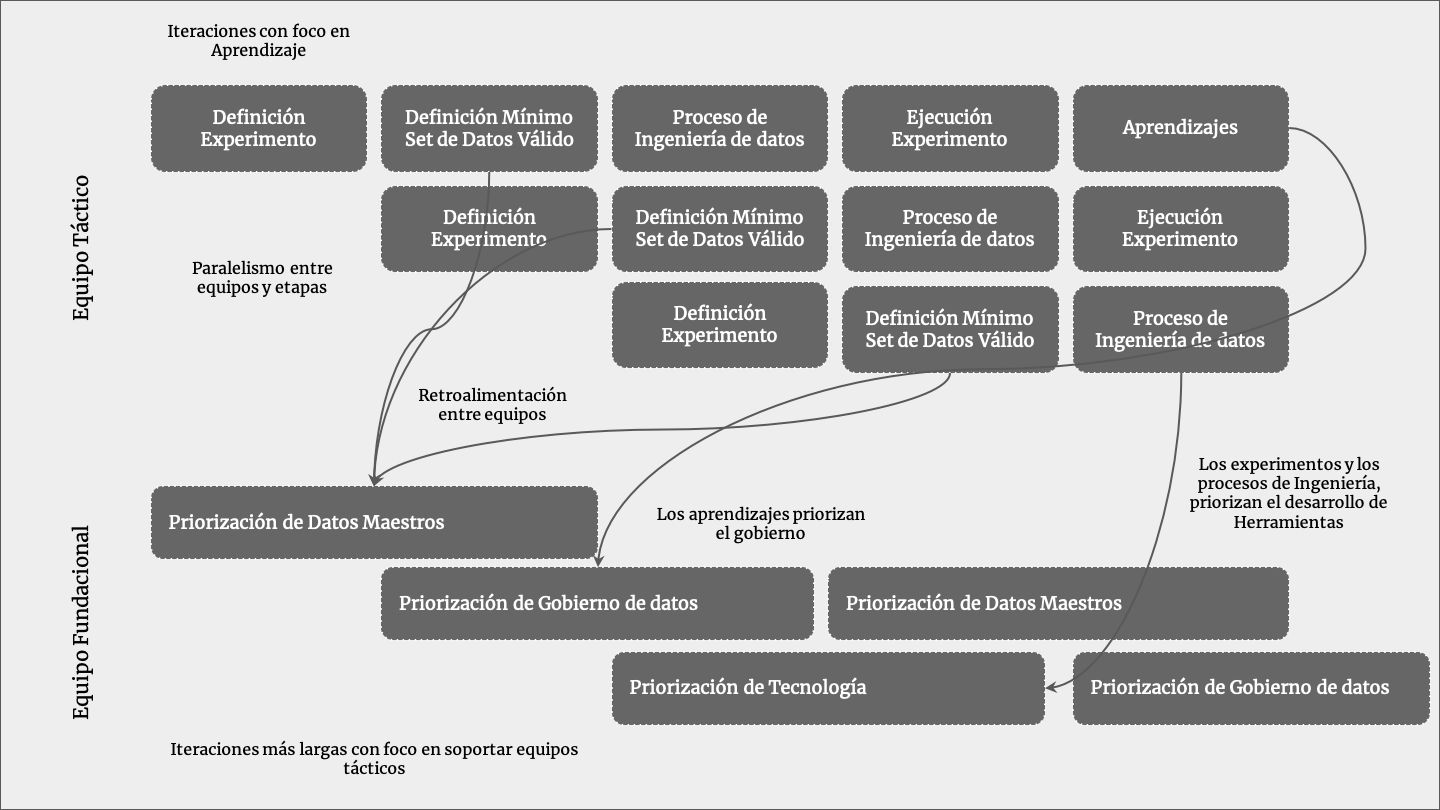 Iteraciones con foco en
Aprendizaje
Equipo Táctico
Definición
Experimento
Definición Mínimo
Set de Datos Válido
Proceso de
Ingeniería de datos
Ejecución
Experimento
Aprendizajes
Definición
Experimento
Definición Mínimo
Set de Datos Válido
Proceso de
Ingeniería de datos
Ejecución
Experimento
Paralelismo entre
equipos y etapas
Definición
Experimento
Definición Mínimo
Set de Datos Válido
Proceso de
Ingeniería de datos
Retroalimentación
entre equipos
Los experimentos y los
procesos de Ingeniería,
priorizan el desarrollo de
Herramientas
Equipo Fundacional
Priorización de Datos Maestros
Los aprendizajes priorizan
el gobierno
Priorización de Gobierno de datos
Priorización de Datos Maestros
Priorización de Tecnología
Priorización de Gobierno de datos
Iteraciones más largas con foco en soportar equipos
tácticos